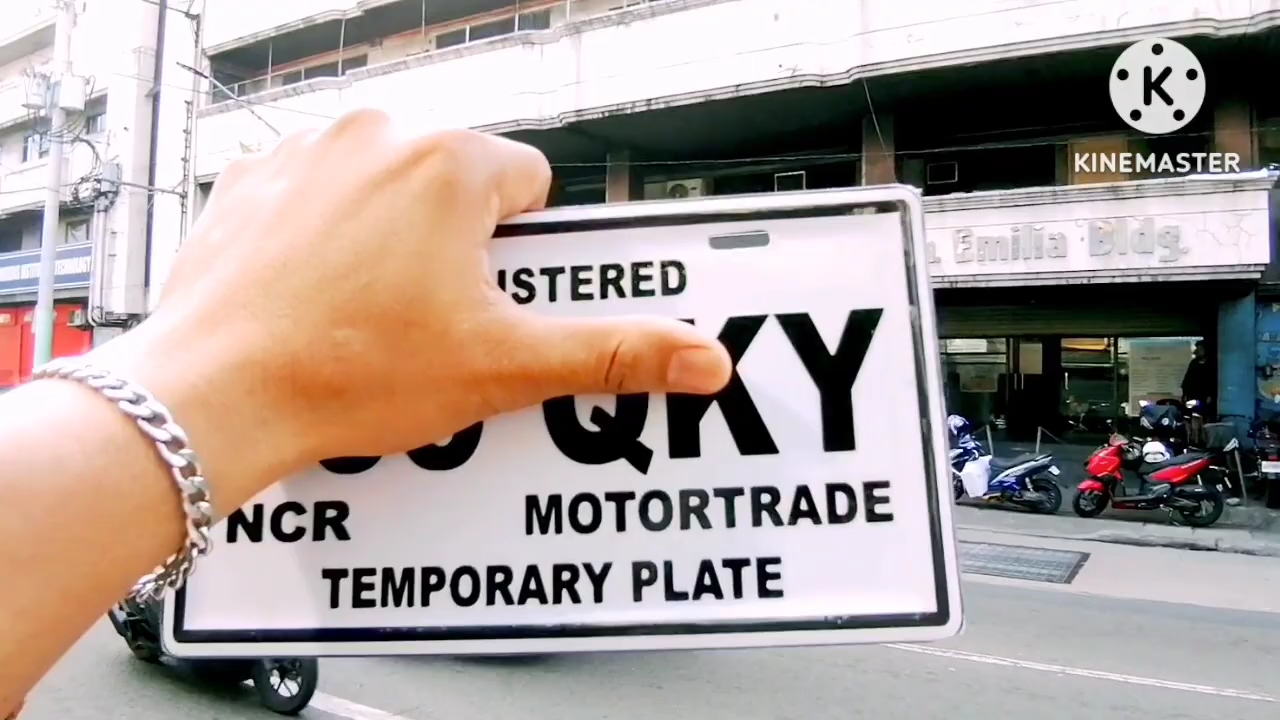 K
KINEMASTER
Emilia Bldg.
ISTERED
QKY
NCR MOTORTRADE
TEMPORARY PLATE